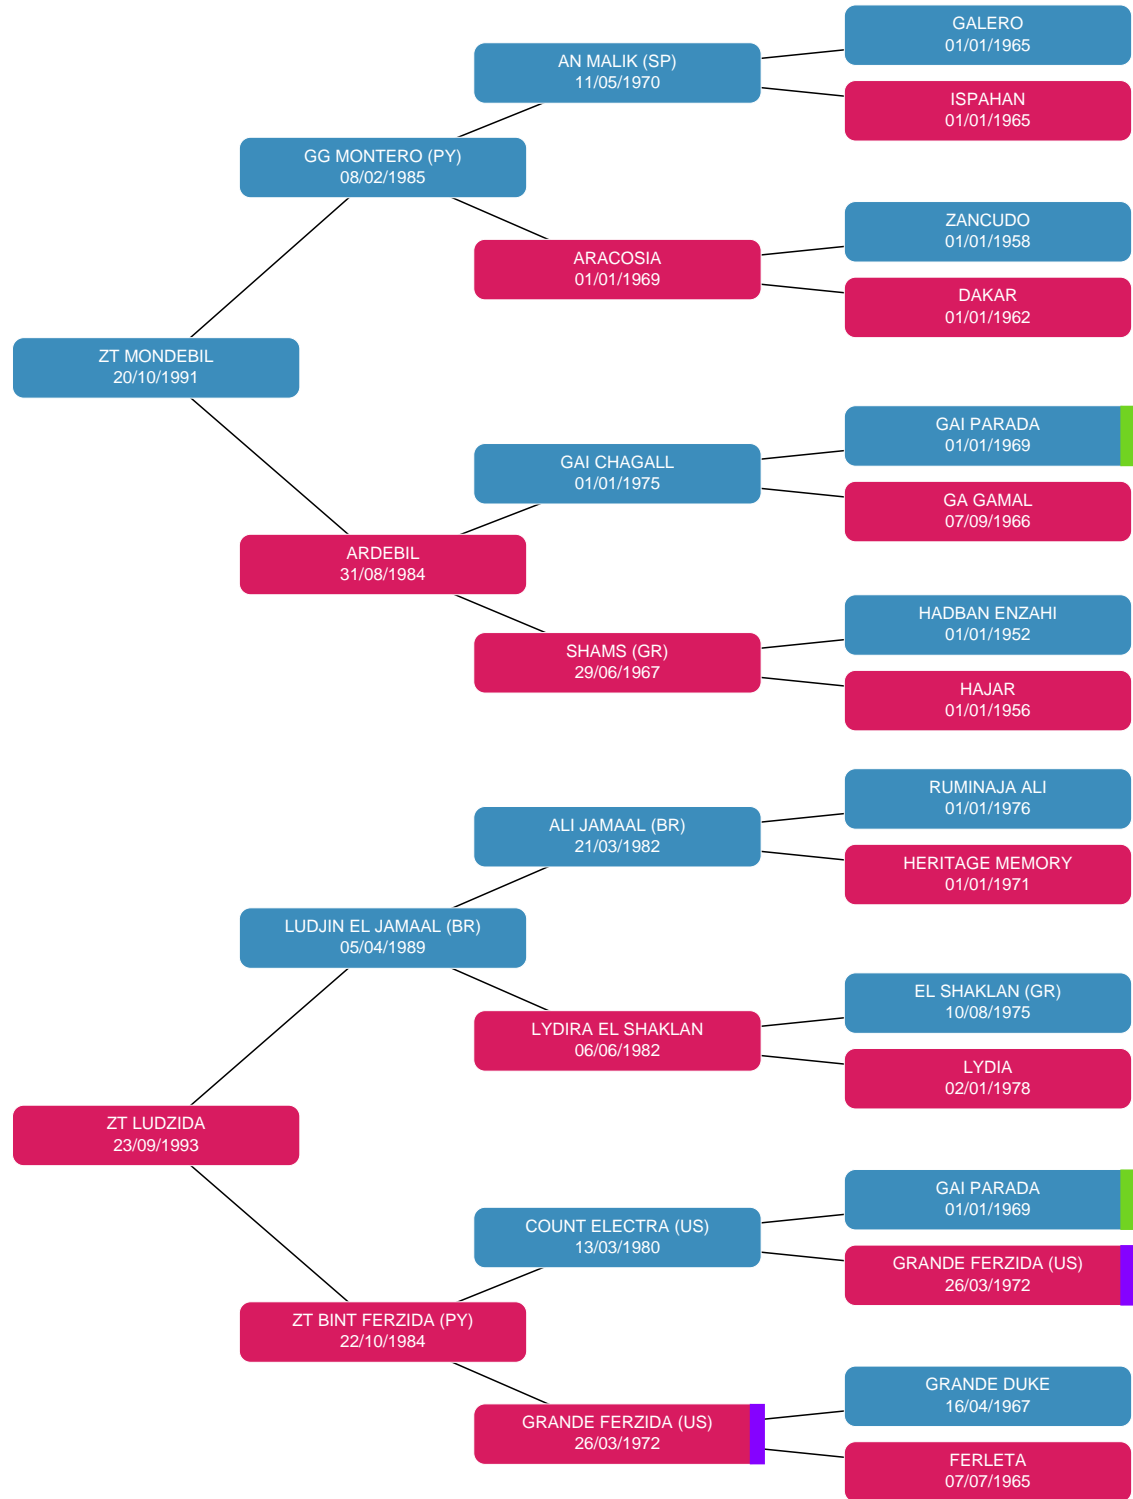 GALERO
01/01/1965
AN MALIK (SP)
11/05/1970
ISPAHAN
01/01/1965
GG MONTERO (PY)
08/02/1985
ZANCUDO
01/01/1958
ARACOSIA
01/01/1969
DAKAR
01/01/1962
ZT MONDEBIL
20/10/1991
GAI PARADA
01/01/1969
GAI CHAGALL
01/01/1975
GA GAMAL
07/09/1966
ARDEBIL
31/08/1984
HADBAN ENZAHI
01/01/1952
SHAMS (GR)
29/06/1967
HAJAR
01/01/1956
RUMINAJA ALI
01/01/1976
ALI JAMAAL (BR)
21/03/1982
HERITAGE MEMORY
01/01/1971
LUDJIN EL JAMAAL (BR)
05/04/1989
EL SHAKLAN (GR)
10/08/1975
LYDIRA EL SHAKLAN
06/06/1982
LYDIA
02/01/1978
ZT LUDZIDA
23/09/1993
GAI PARADA
01/01/1969
COUNT ELECTRA (US)
13/03/1980
GRANDE FERZIDA (US)
26/03/1972
ZT BINT FERZIDA (PY)
22/10/1984
GRANDE DUKE
16/04/1967
GRANDE FERZIDA (US)
26/03/1972
FERLETA
07/07/1965